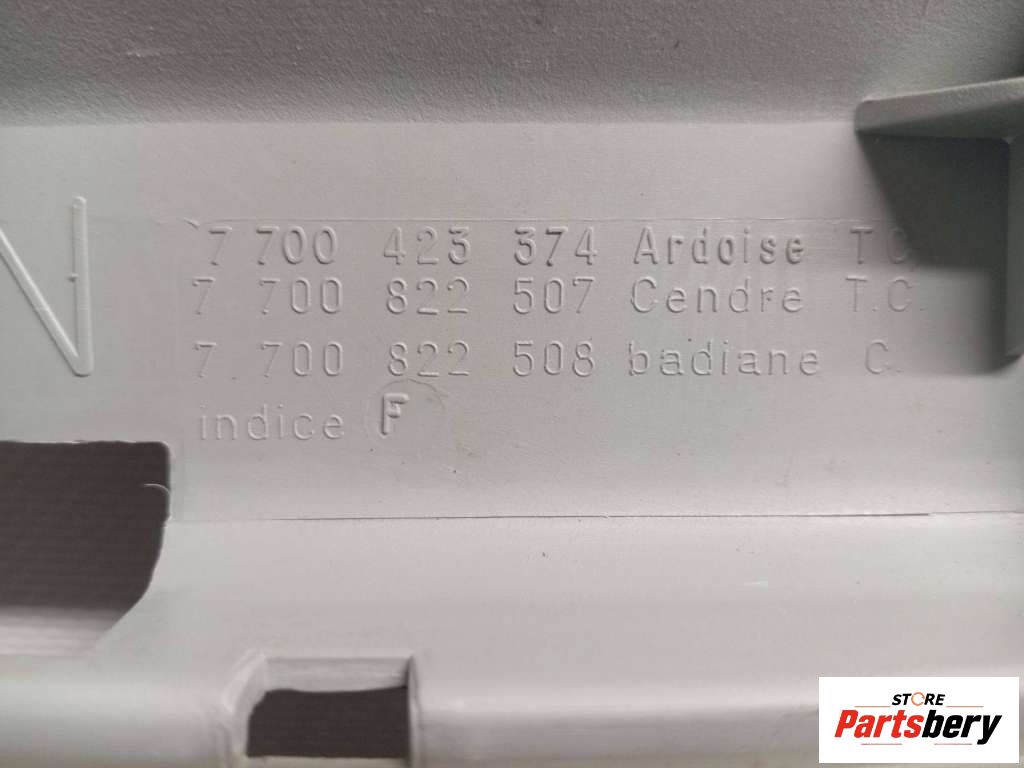 7 700 423 374 Ardoise T.C.
7 700 822 507 Cendre T.C.
7 700 822 508 badiane C.
indice F
STORE
Partsbery